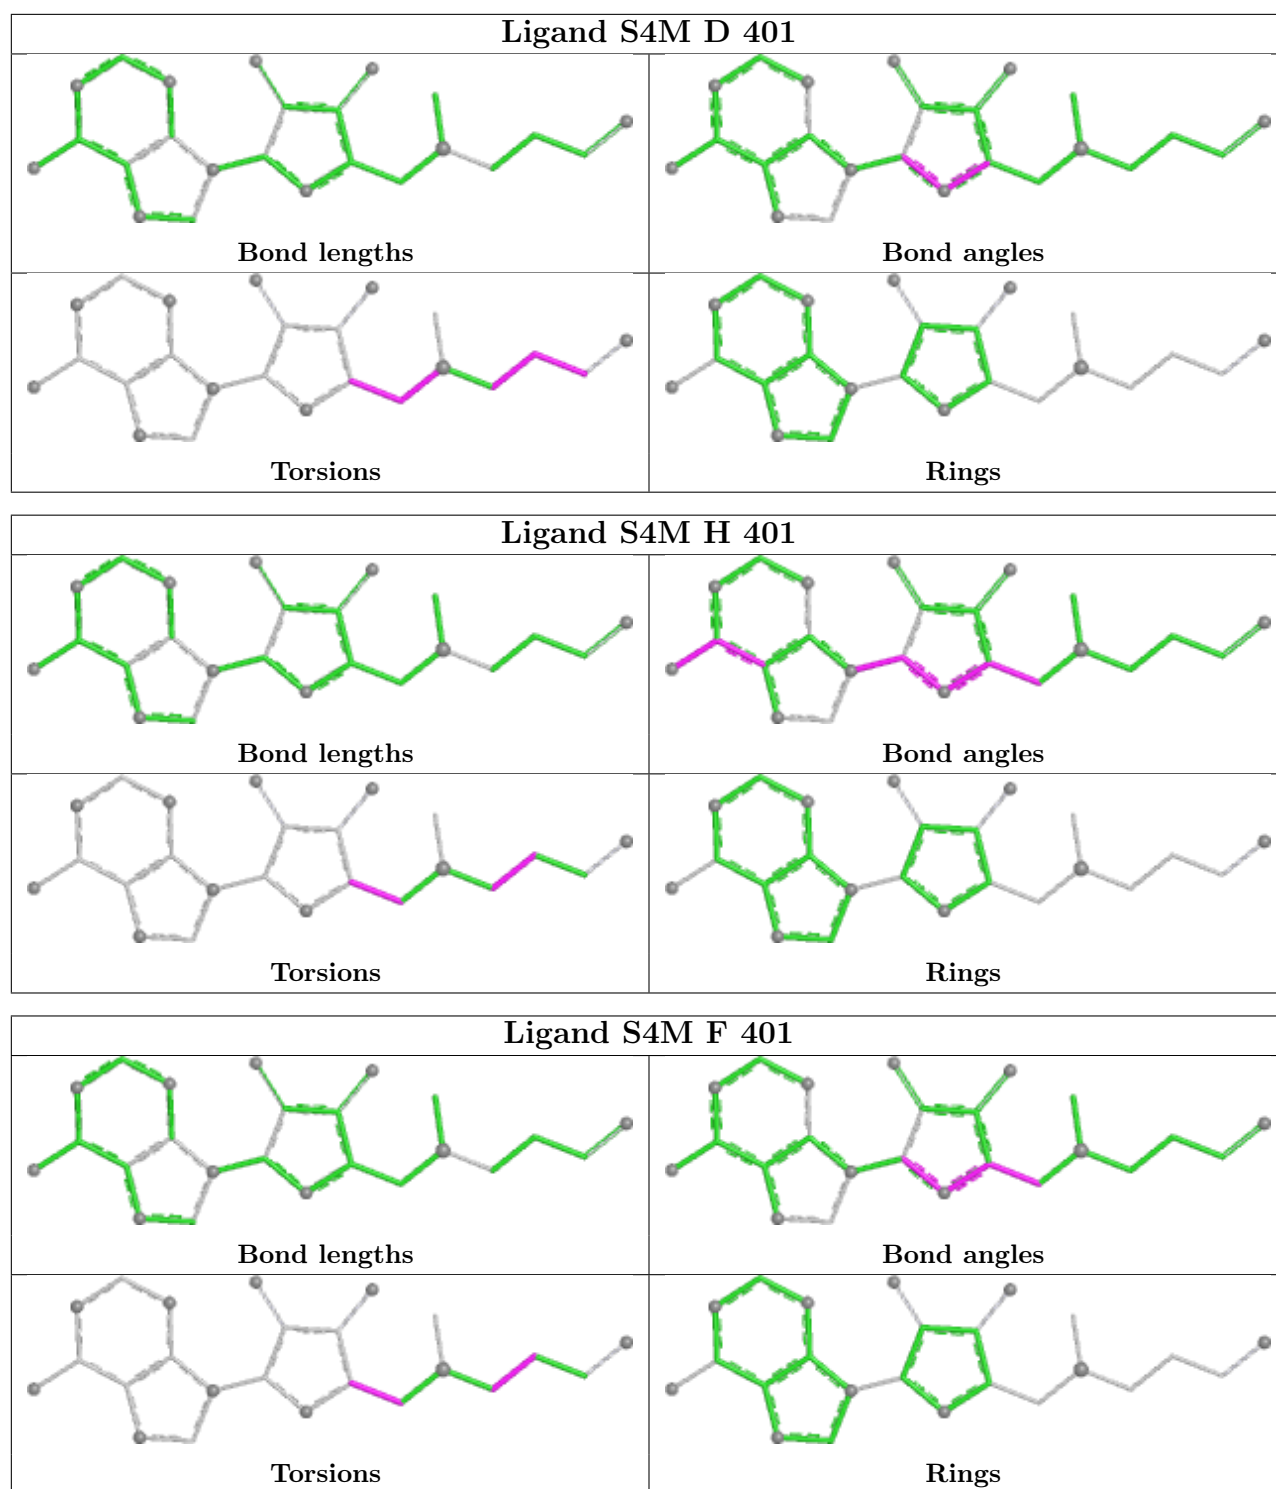 Ligand S4M D 401
Bond lengths
Bond angles
Torsions
Rings
Ligand S4M H 401
Bond lengths
Bond angles
Torsions
Rings
Ligand S4M F 401
Bond lengths
Bond angles
Torsions
Rings